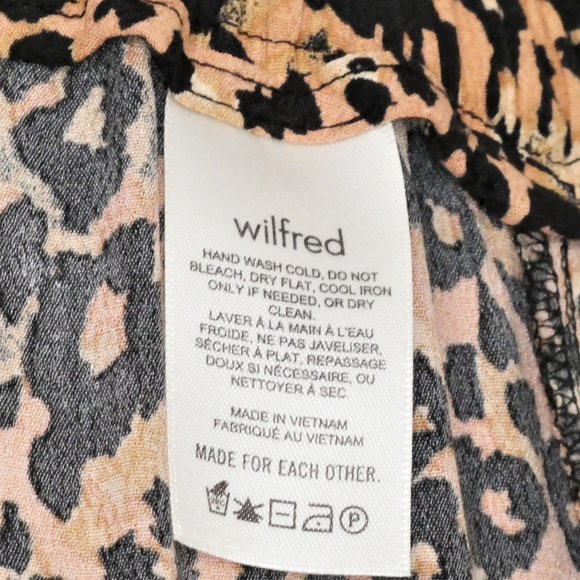 wilfred
HAND WASH COLD, DO NOT
BLEACH, DRY FLAT, COOL IRON
ONLY IF NEEDED, OR DRY
CLEAN.
LAVER À LA MAIN À L'EAU
FROIDE, NE PAS JAVELISER,
SÉCHER À PLAT, REPASSAGE
DOUX SI NÉCESSAIRE, OU
NETTOYER À SEC.
MADE IN VIETNAM
FABRIQUÉ AU VIETNAM
MADE FOR EACH OTHER.
P